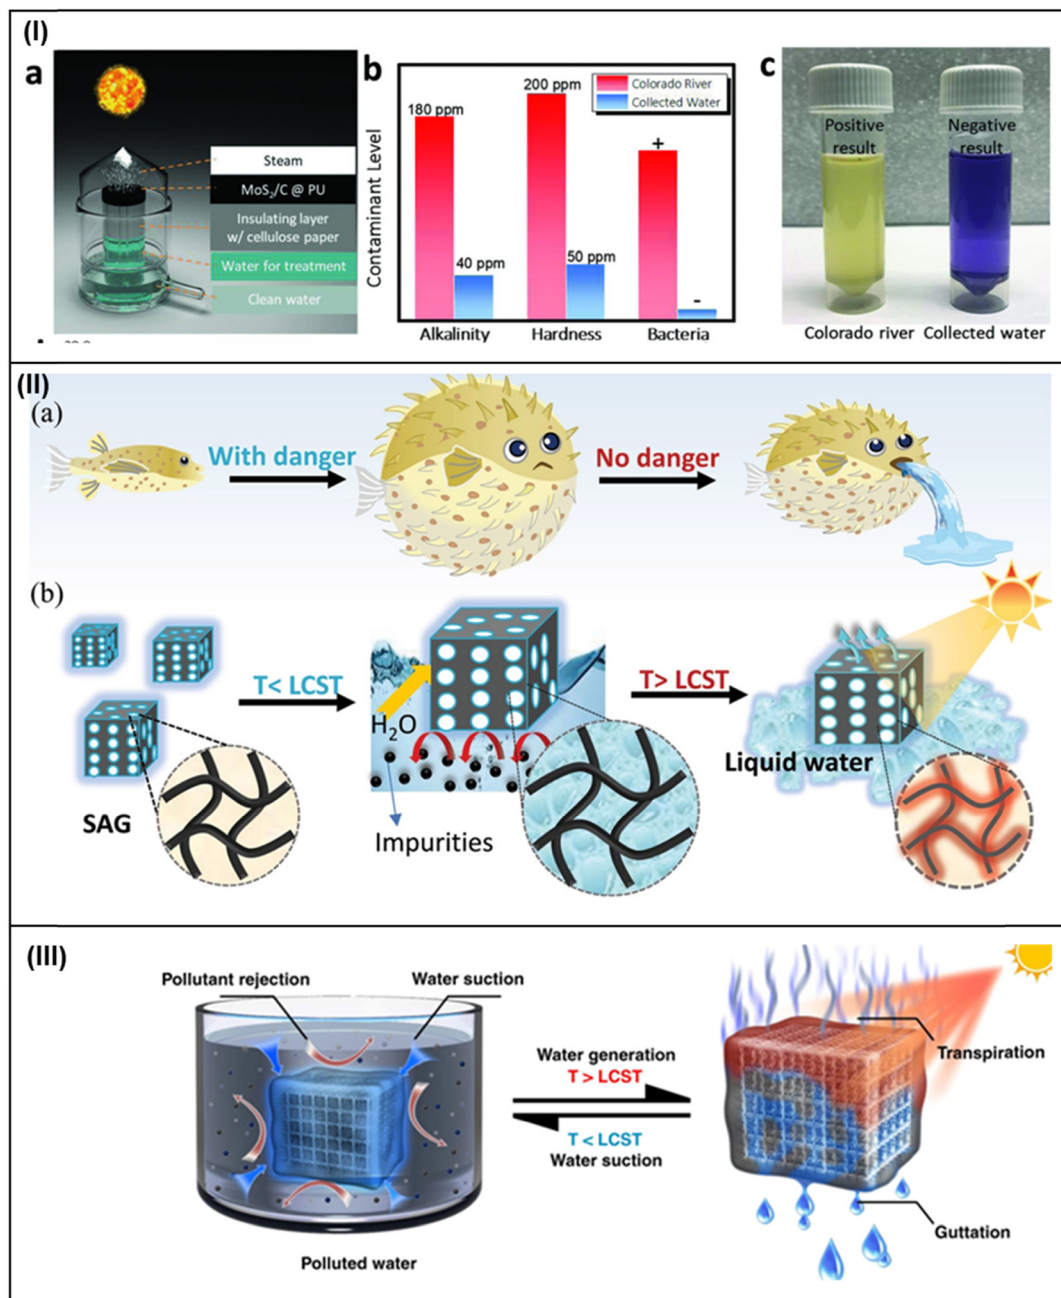 (I)
a
Steam
MoS2/C @ PU
Insulating layer
w/ cellulose paper
Water for treatment
Clean water
b
Contaminant Level
180 ppm
200 ppm
Colorado River
Collected Water
+
40 ppm
50 ppm
-
Alkalinity
Hardness
Bacteria
c
Positive
result
Negative
result
Colorado river
Collected water
(II)
(a)
With danger
No danger
(b)
T< LCST
T> LCST
H2O
SAG
Impurities
Liquid water
(III)
Pollutant rejection
Water suction
Water generation
T > LCST
T < LCST
Water suction
Transpiration
Guttation
Polluted water